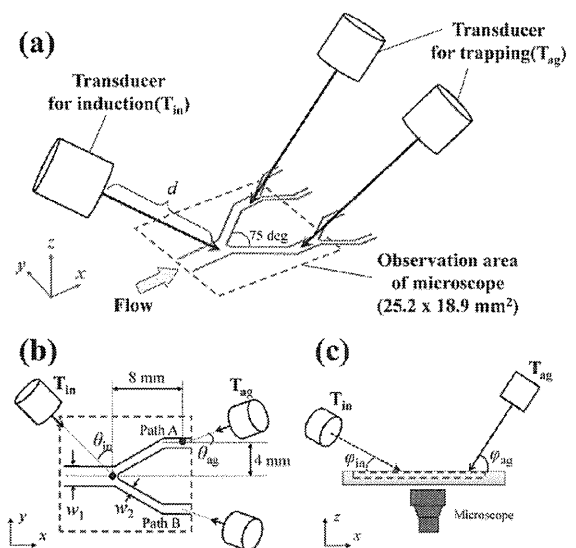 (a)
Transducer
for induction(Tin)
Transducer
for trapping(Tag)
d
75 deg
z
y
x
Flow
Observation area
of microscope
(25.2 x 18.9 mm²)
(b)
8 mm
Tin
Tag
θin
Path A
θag
4 mm
w1
w2
Path B
y
x
(c)
Tin
Tag
φin
φag
z
x
Microscope